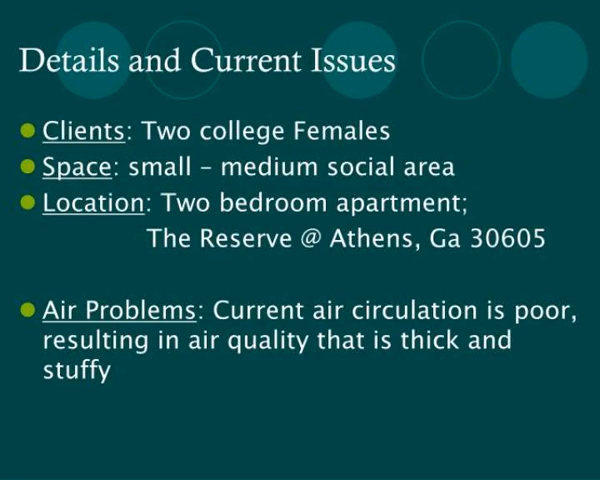 Details and Current Issues
Clients: Two college Females
Space: small – medium social area
Location: Two bedroom apartment;
The Reserve @ Athens, Ga 30605
Air Problems: Current air circulation is poor,
resulting in air quality that is thick and
stuffy